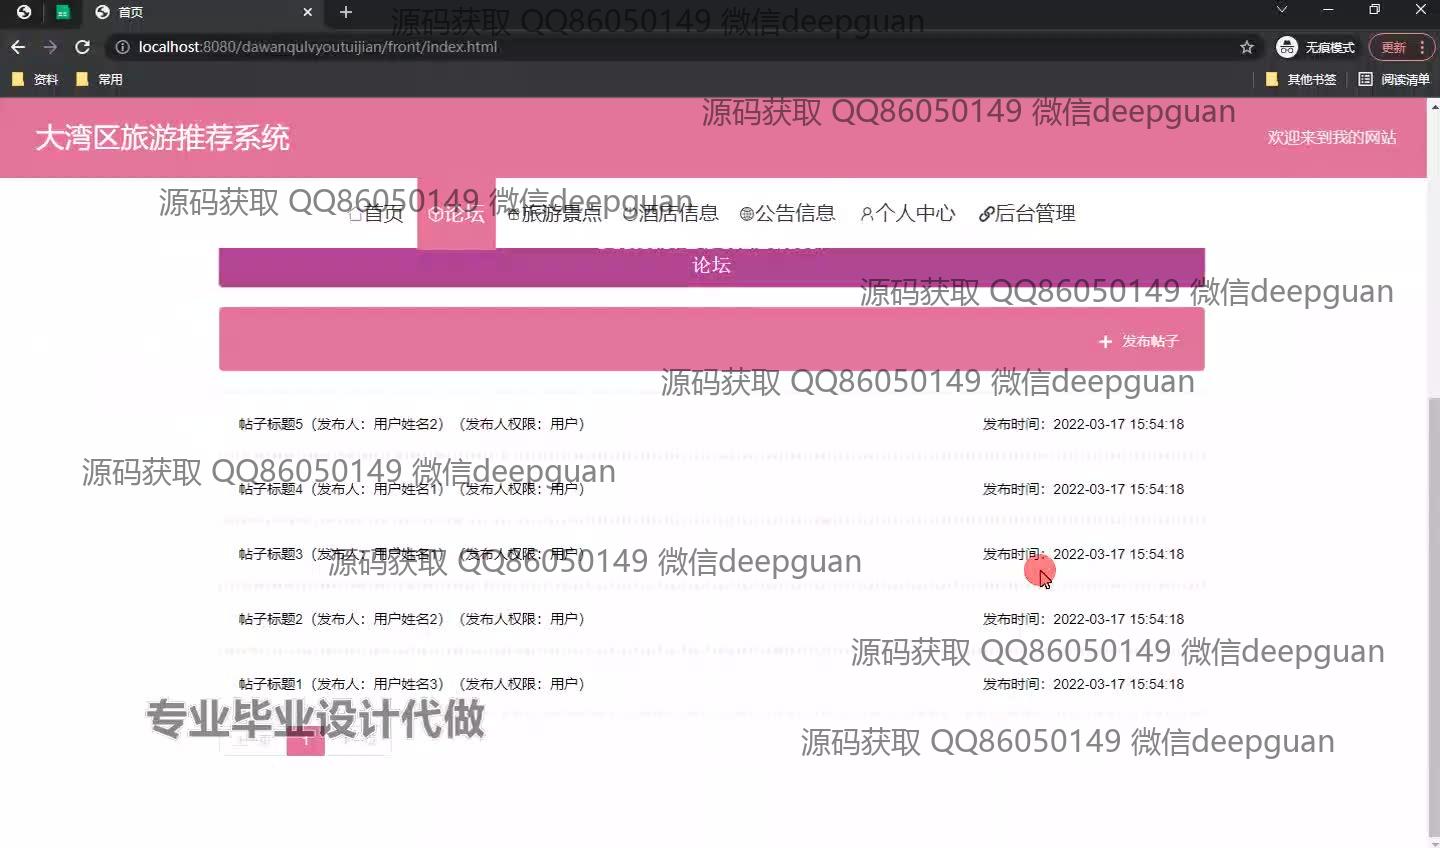 首页
源码获取 QQ86050149 微信deepguan
localhost:8080/dawanqulvyoutuijian/front/index.html
无痕模式
更新
资料
常用
其他书签
阅读清单
源码获取 QQ86050149 微信deepguan
大湾区旅游推荐系统
欢迎来到我的网站
源码获取 QQ86050149 微信deepguan
首页
论坛
旅游景点
酒店信息
公告信息
个人中心
后台管理
论坛
源码获取 QQ86050149 微信deepguan
+ 发布帖子
源码获取 QQ86050149 微信deepguan
帖子标题5（发布人：用户姓名2）（发布人权限：用户）
发布时间：2022-03-17 15:54:18
源码获取 QQ86050149 微信deepguan
帖子标题4（发布人：用户姓名1）（发布人权限：用户）
发布时间：2022-03-17 15:54:18
帖子标题3（发布人：用户姓名1）（发布人权限：用户）
发布时间：2022-03-17 15:54:18
源码获取 QQ86050149 微信deepguan
帖子标题2（发布人：用户姓名2）（发布人权限：用户）
发布时间：2022-03-17 15:54:18
源码获取 QQ86050149 微信deepguan
帖子标题1（发布人：用户姓名3）（发布人权限：用户）
发布时间：2022-03-17 15:54:18
专业毕业设计代做
1
源码获取 QQ86050149 微信deepguan